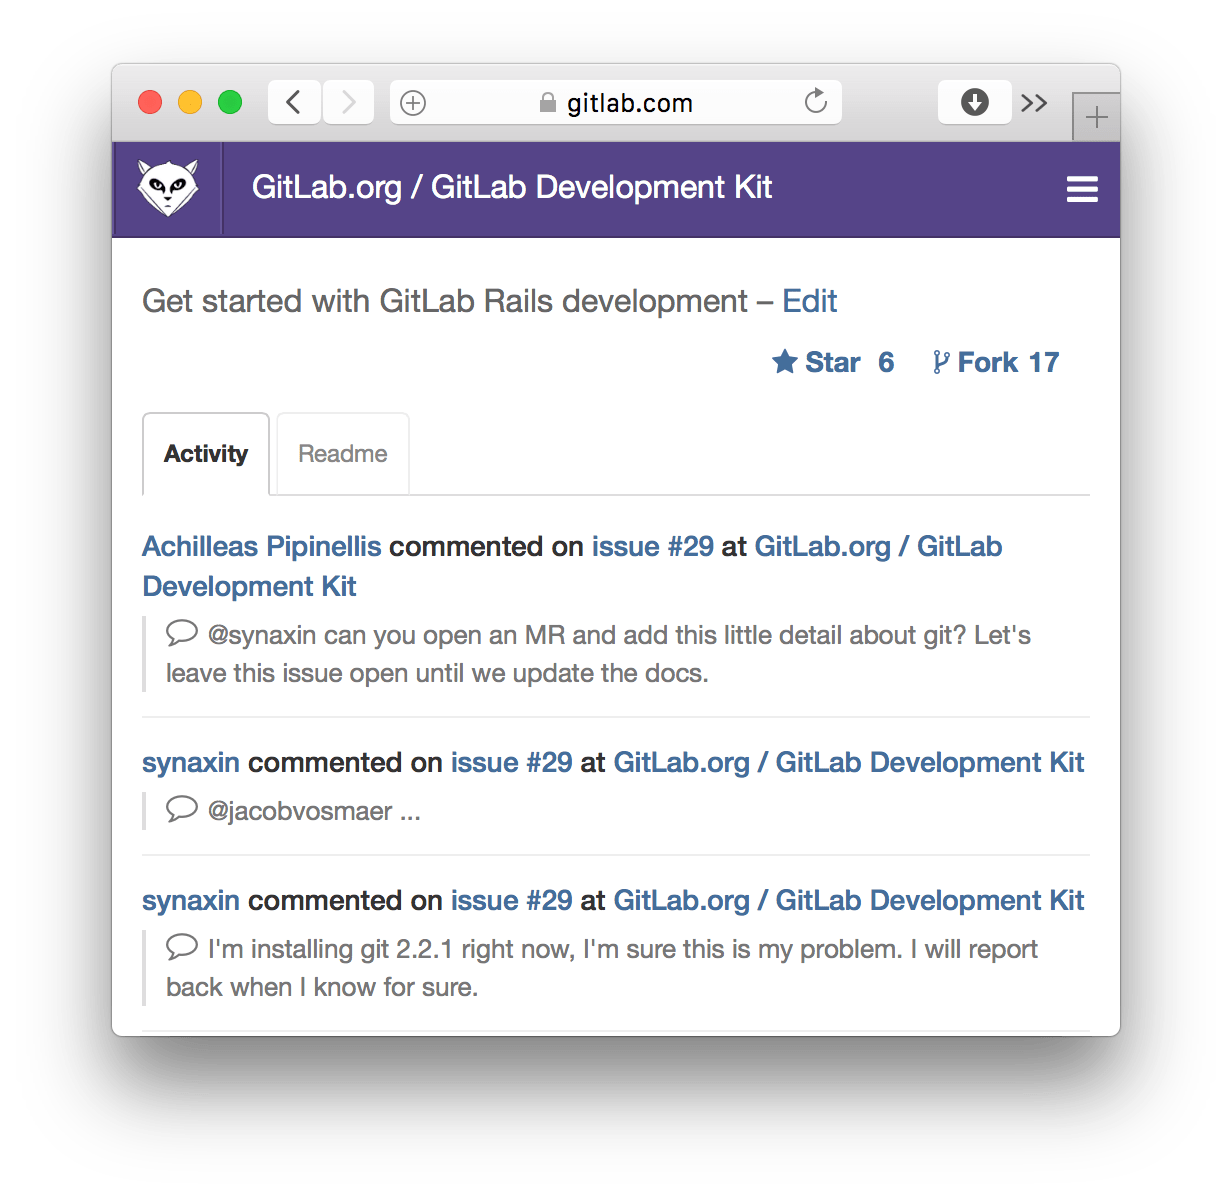 gitlab.com
GitLab.org / GitLab Development Kit
Get started with GitLab Rails development – Edit
Star 6 Fork 17
Activity Readme
Achilleas Pipinellis commented on issue #29 at GitLab.org / GitLab
Development Kit
@synaxin can you open an MR and add this little detail about git? Let's
leave this issue open until we update the docs.
synaxin commented on issue #29 at GitLab.org / GitLab Development Kit
@jacobvosmaer ...
synaxin commented on issue #29 at GitLab.org / GitLab Development Kit
I'm installing git 2.2.1 right now, I'm sure this is my problem. I will report
back when I know for sure.